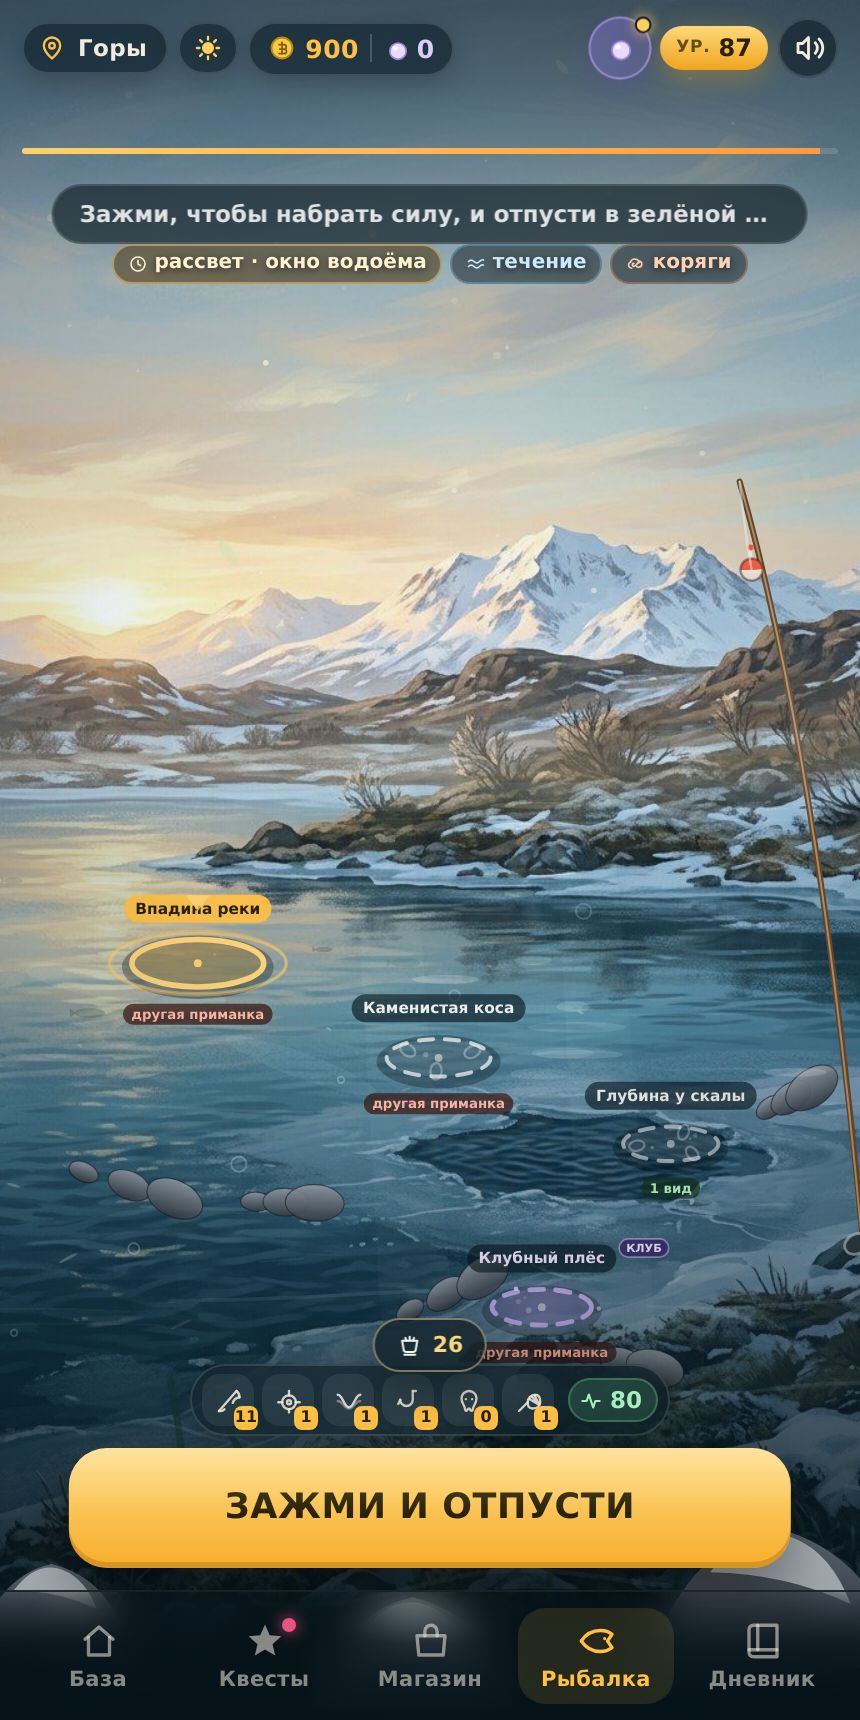 Горы
900
0
УР. 87
Зажми, чтобы набрать силу, и отпусти в зелёной ...
рассвет · окно водоёма
течение
коряги
Впадина реки
другая приманка
Каменистая коса
другая приманка
Глубина у скалы
1 вид
КЛУБ
Клубный плёс
другая приманка
26
11
1
1
1
0
1
80
ЗАЖМИ И ОТПУСТИ
База
Квесты
Магазин
Рыбалка
Дневник